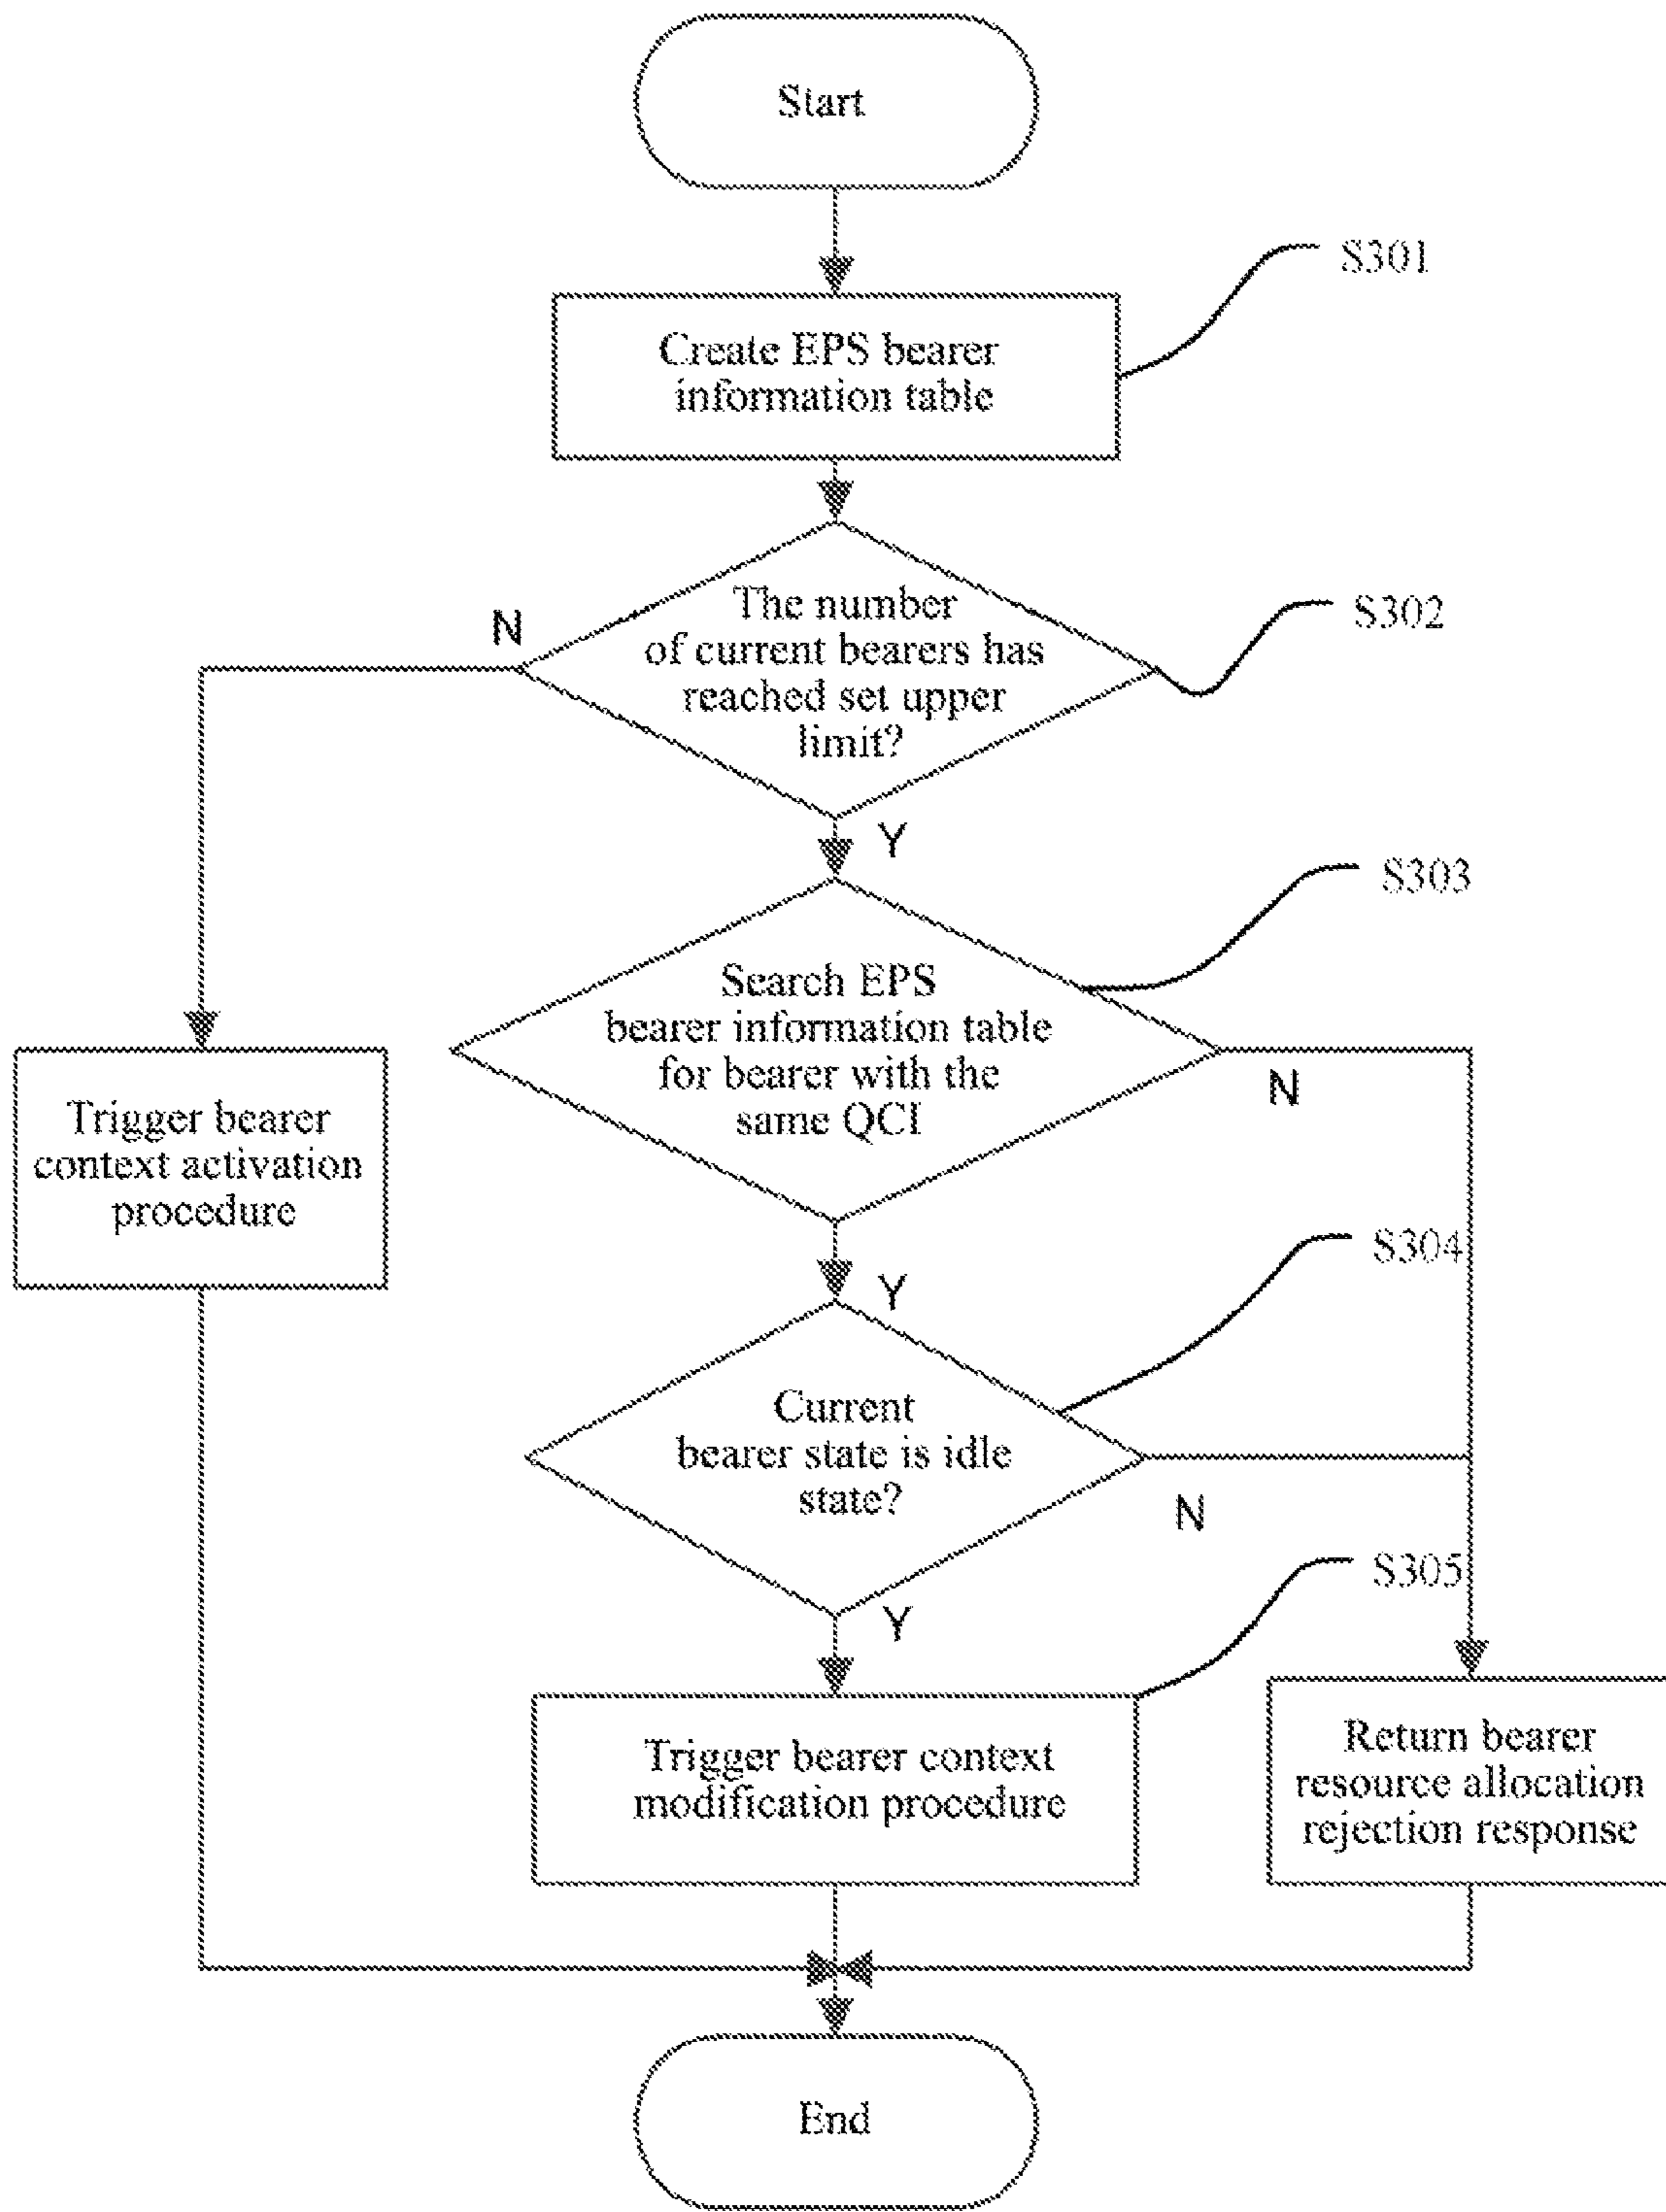 Start
S301
Create EPS bearer
information table
S302
N
The number
of current bearers has
reached set upper
limit?
Y
S303
Search EPS
bearer information table
for bearer with the
same QCI
N
Trigger bearer
context activation
procedure
S304
Y
Current
bearer state is idle
state?
N
S305
Y
Trigger bearer context
modification procedure
Return bearer
resource allocation
rejection response
End